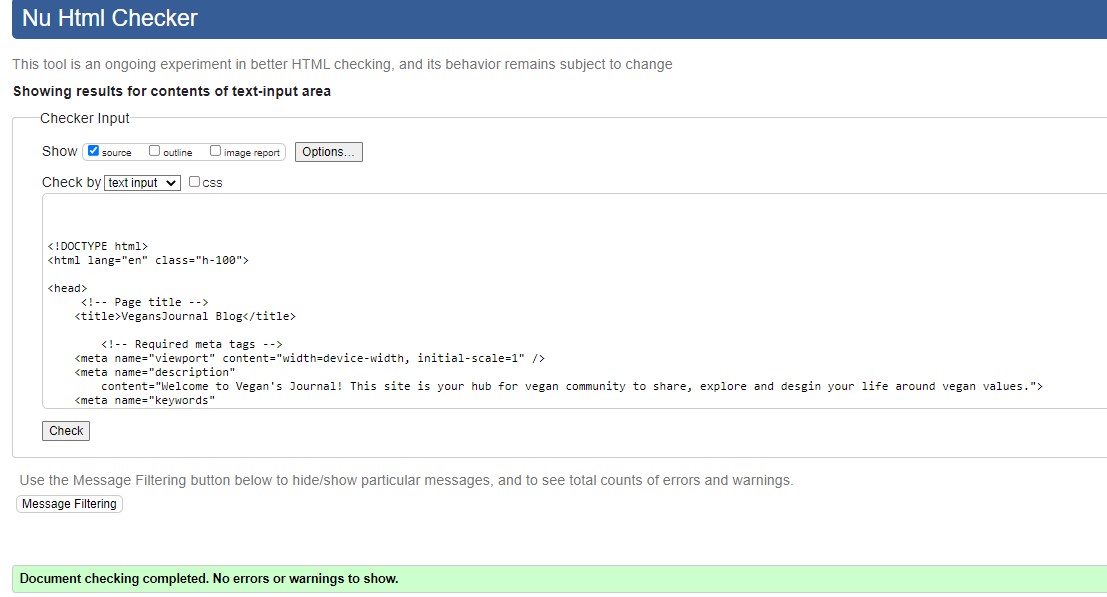 Nu Html Checker
This tool is an ongoing experiment in better HTML checking, and its behavior remains subject to change
Showing results for contents of text-input area
Checker Input
Show source outline image report Options...
Check by text input css
<!DOCTYPE html>
<html lang="en" class="h-100">
<head>
<!-- Page title -->
<title>VegansJournal Blog</title>
<!-- Required meta tags -->
<meta name="viewport" content="width=device-width, initial-scale=1" />
<meta name="description"
content="Welcome to Vegan's Journal! This site is your hub for vegan community to share, explore and desgin your life around vegan values.">
<meta name="keywords"
Check
Use the Message Filtering button below to hide/show particular messages, and to see total counts of errors and warnings.
Message Filtering
Document checking completed. No errors or warnings to show.